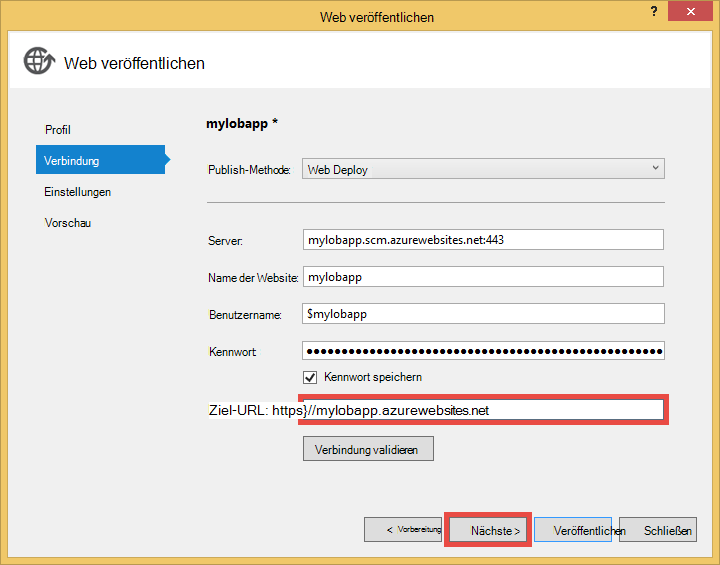 Web veröffentlichen
?
Web veröffentlichen
Profil
Verbindung
Einstellungen
Vorschau
mylobapp *
Publish-Methode: Web Deploy
Server: mylobapp.scm.azurewebsites.net:443
Name der Website: mylobapp
Benutzername: $mylobapp
Kennwort ••••••••••••••••••••••••••••••••••••••••••••••••••
Kennwort speichern
Ziel-URL: https}//mylobapp.azurewebsites.net
Verbindung validieren
< Vorbereitung Nächste > Veröffentlichen Schließen